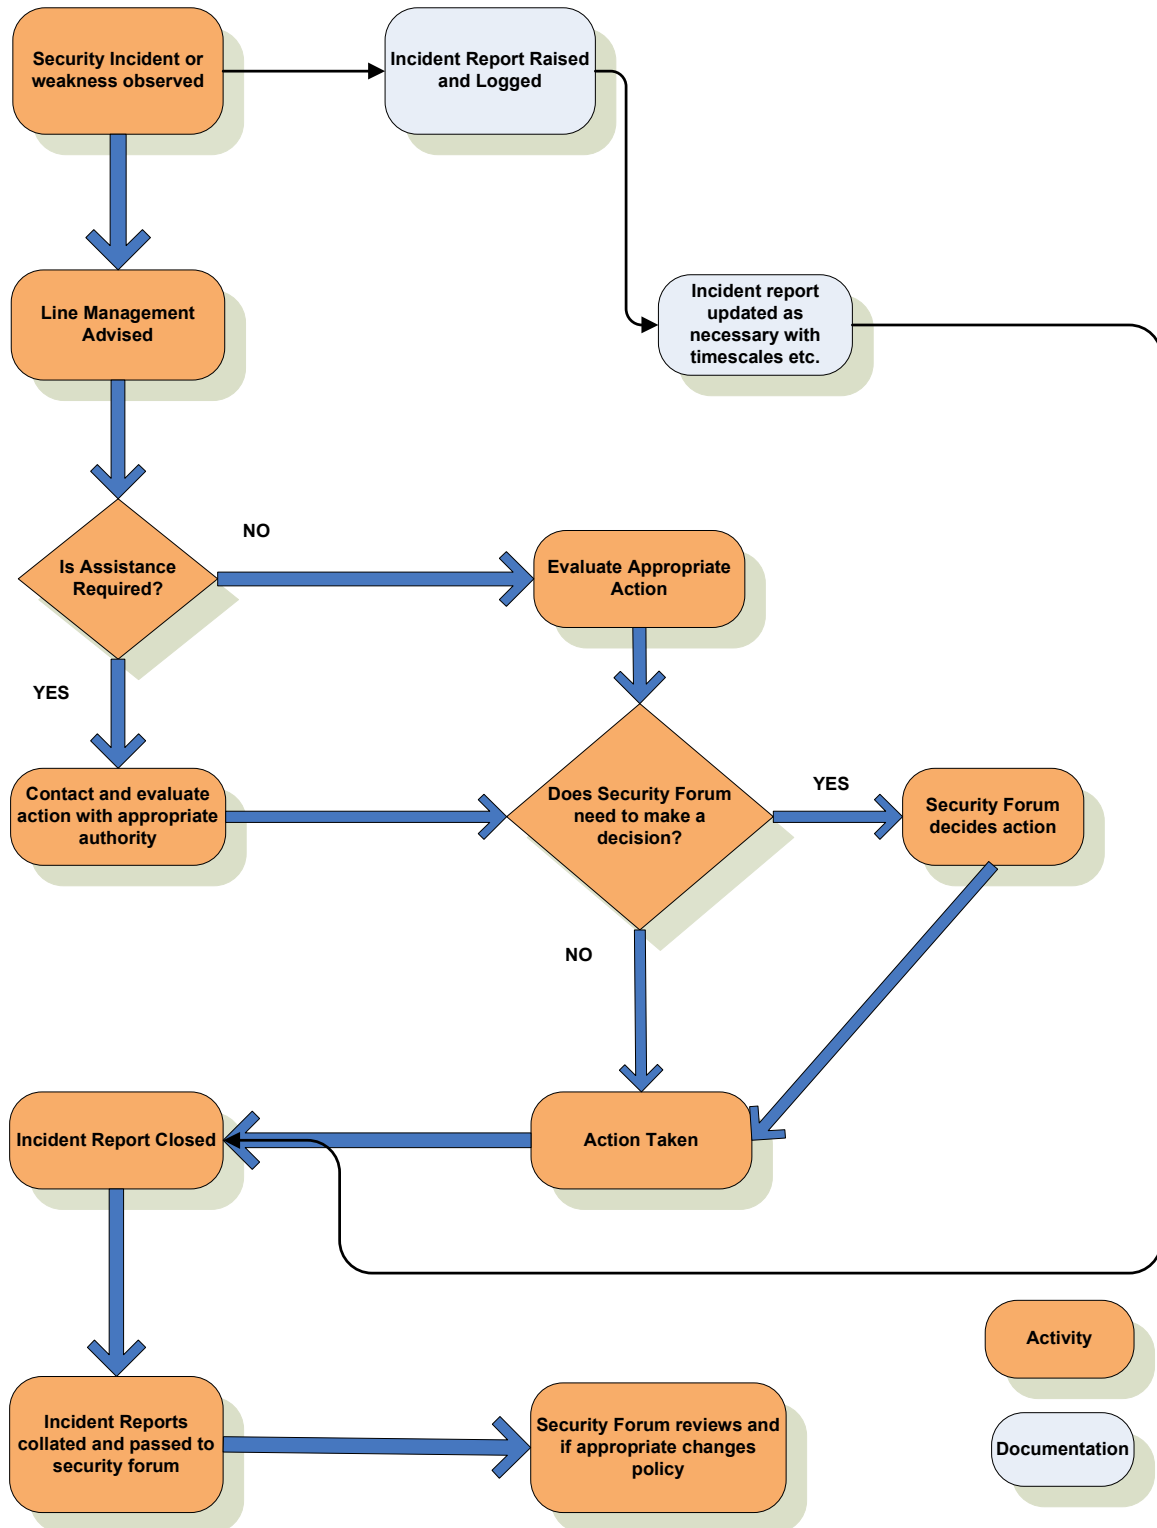 Security Incident or
weakness observed
Incident Report Raised
and Logged
Line Management
Advised
Incident report
updated as
necessary with
timescales etc.
NO
Is Assistance
Required?
Evaluate Appropriate
Action
YES
Contact and evaluate
action with appropriate
authority
Does Security Forum
need to make a
decision?
YES
Security Forum
decides action
NO
Incident Report Closed
Action Taken
Activity
Incident Reports
collated and passed to
security forum
Security Forum reviews and
if appropriate changes
policy
Documentation